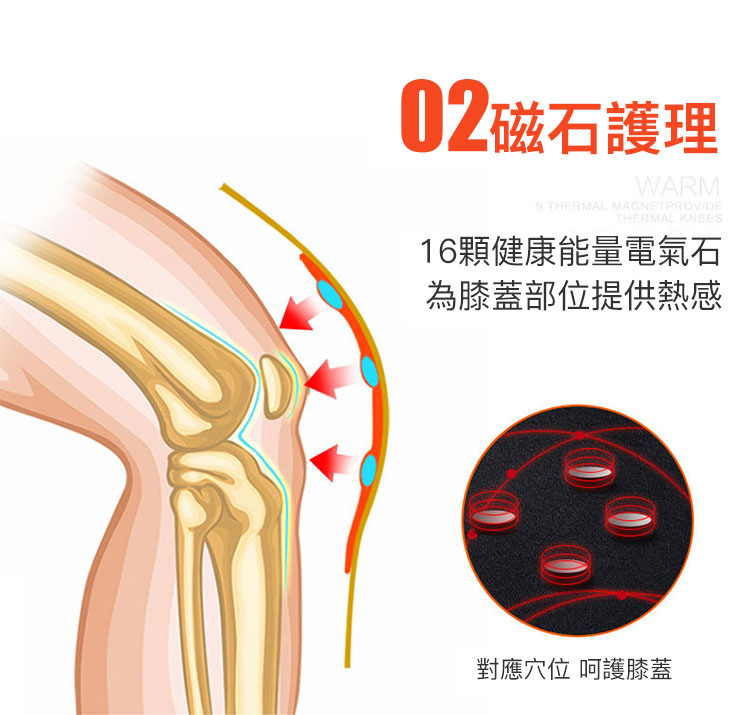 02磁石護理
WARM
9 THERMAL MAGNETPROVIDE
THERMAL KNEES
16顆健康能量電氣石
為膝蓋部位提供熱感
對應穴位 呵護膝蓋